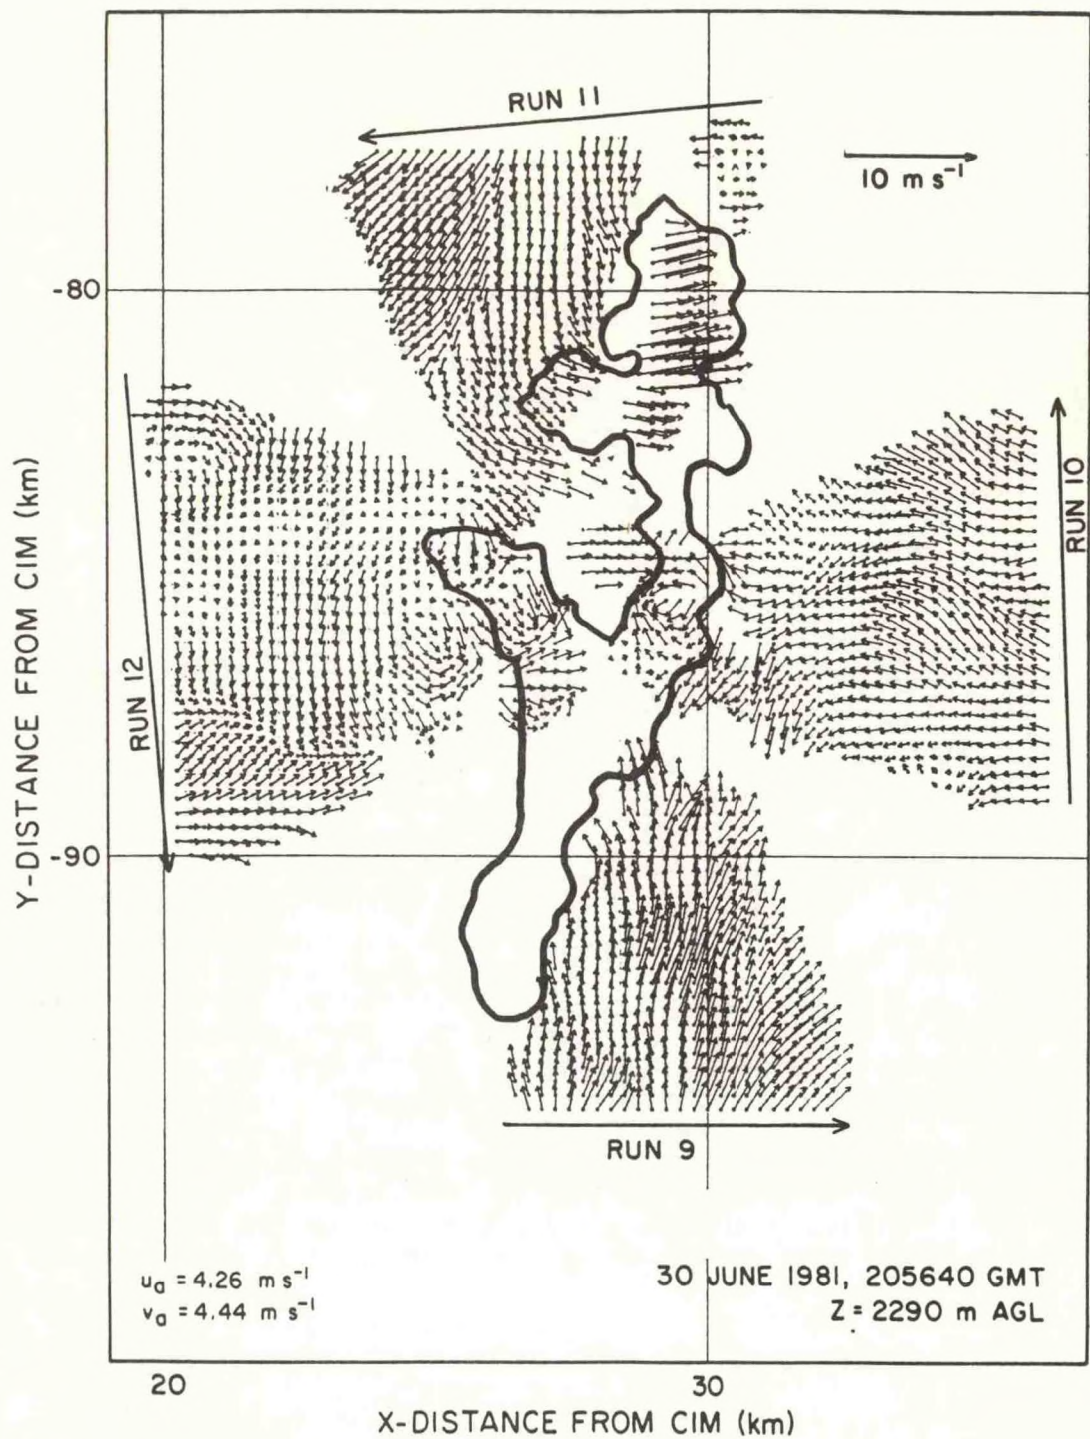 RUN 11
10 m s⁻¹
-80
RUN 10
RUN 12
Y-DISTANCE FROM CIM (km)
-90
RUN 9
uₐ = 4.26 m s⁻¹
vₐ = 4.44 m s⁻¹
30 JUNE 1981, 205640 GMT
Z = 2290 m AGL
20
30
X-DISTANCE FROM CIM (km)